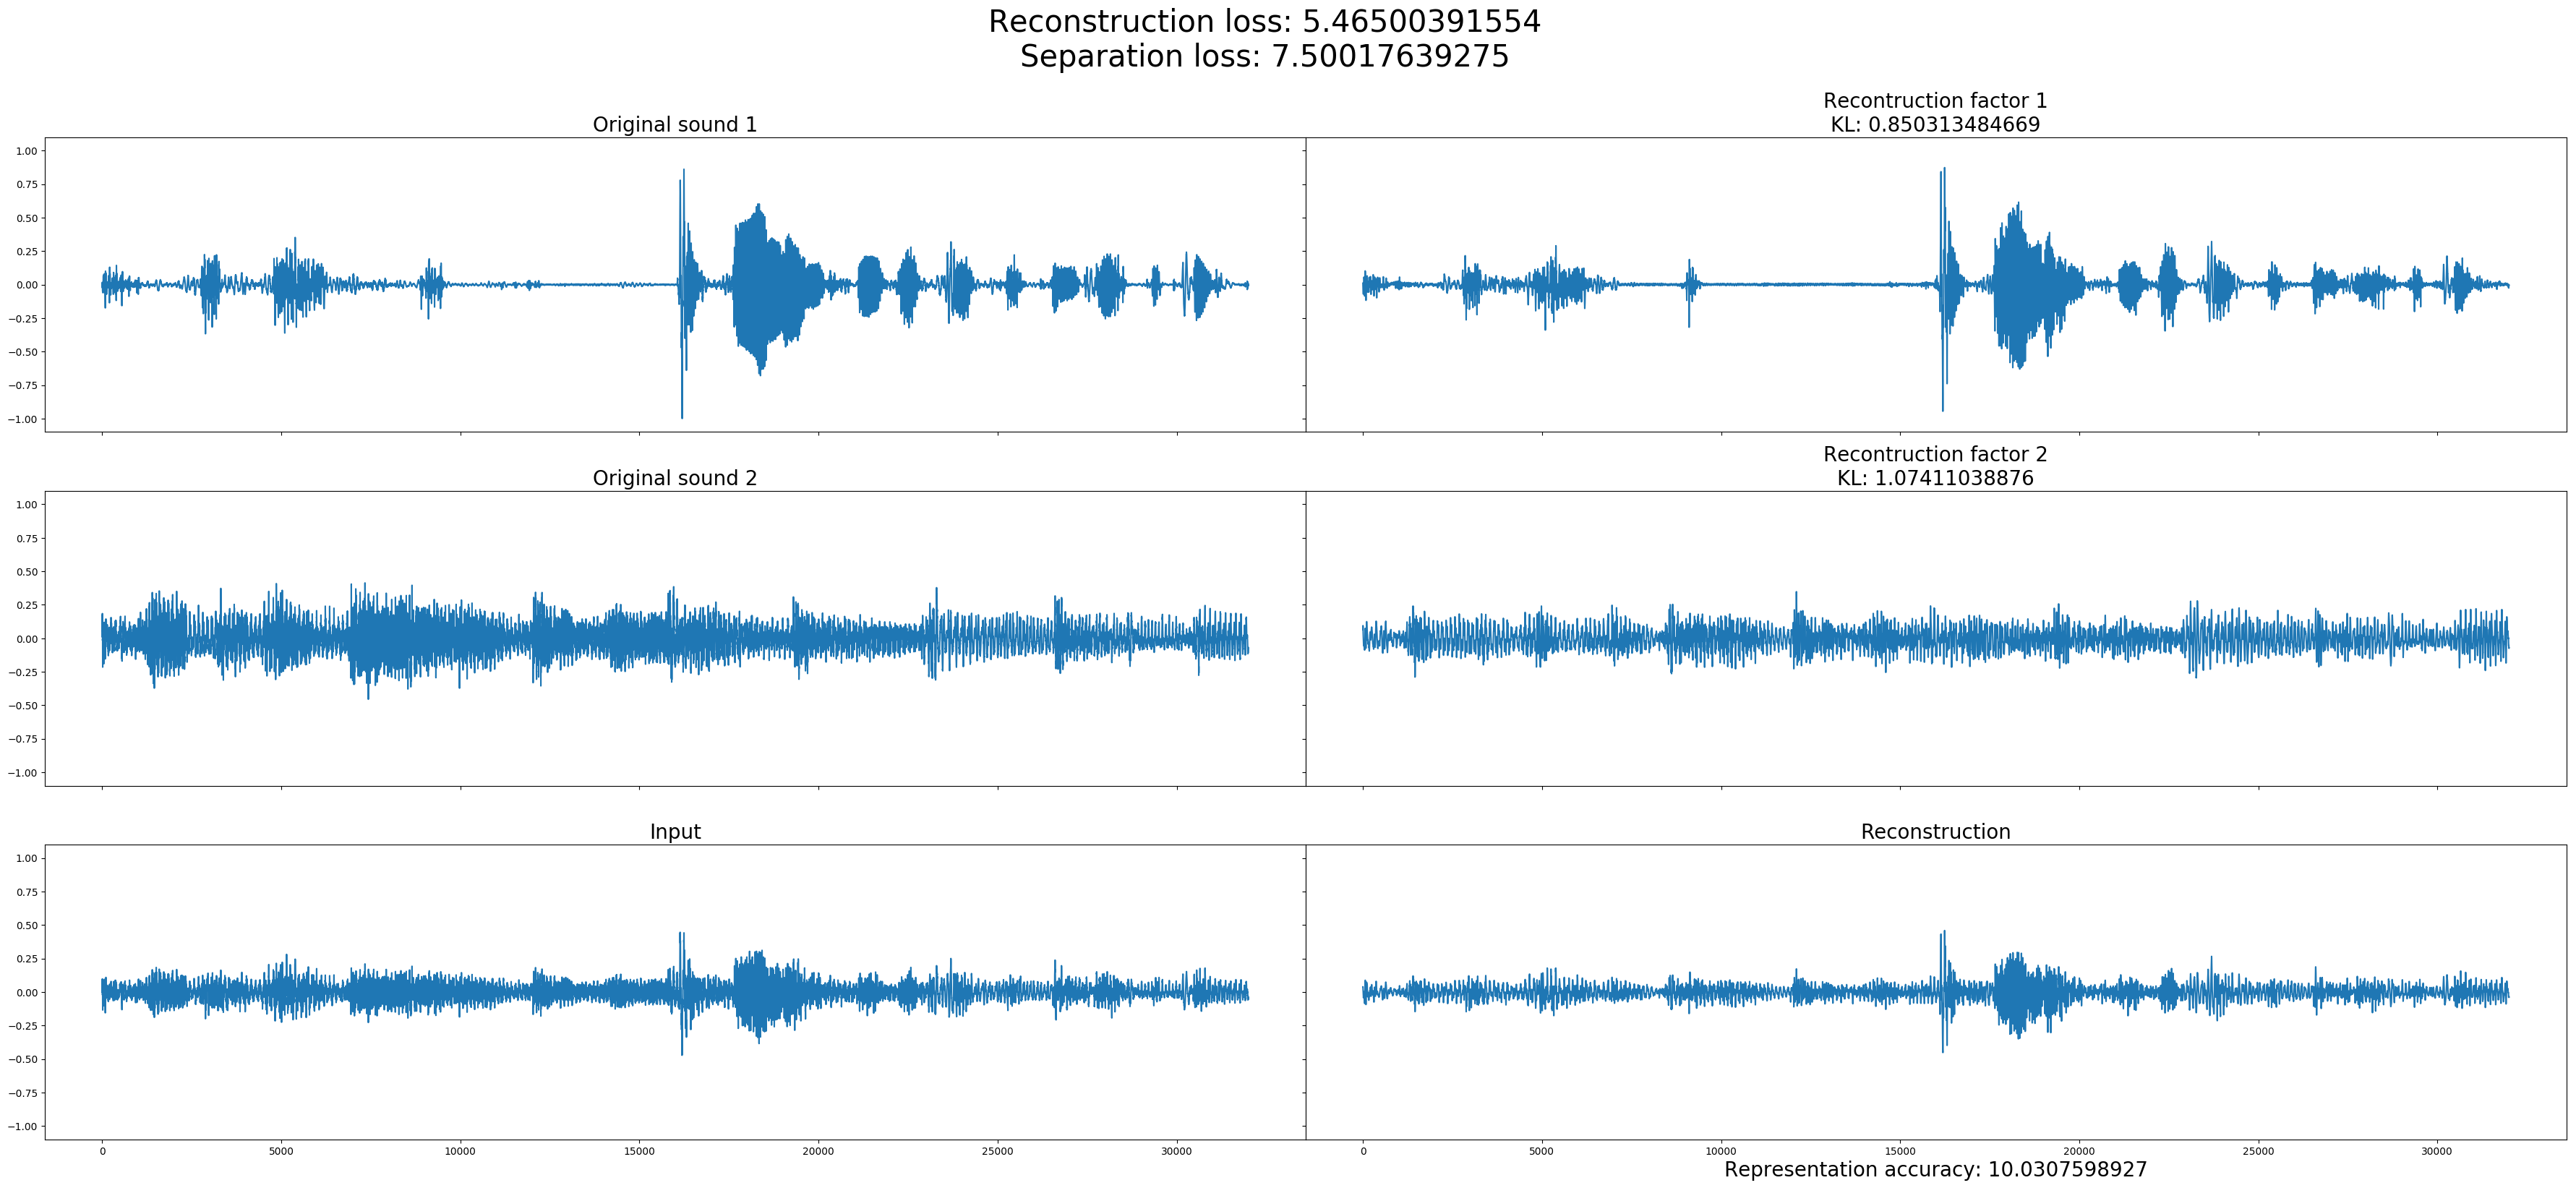 Reconstruction loss: 5.46500391554
Separation loss: 7.50017639275
Original sound 1
Recontruction factor 1
KL: 0.850313484669
1.00
0.75
0.50
0.25
0.00
−0.25
−0.50
−0.75
−1.00
Original sound 2
Recontruction factor 2
KL: 1.07411038876
1.00
0.75
0.50
0.25
0.00
−0.25
−0.50
−0.75
−1.00
Input
Reconstruction
1.00
0.75
0.50
0.25
0.00
−0.25
−0.50
−0.75
−1.00
0 5000 10000 15000 20000 25000 30000
0 5000 10000 15000 20000 25000 30000
Representation accuracy: 10.0307598927